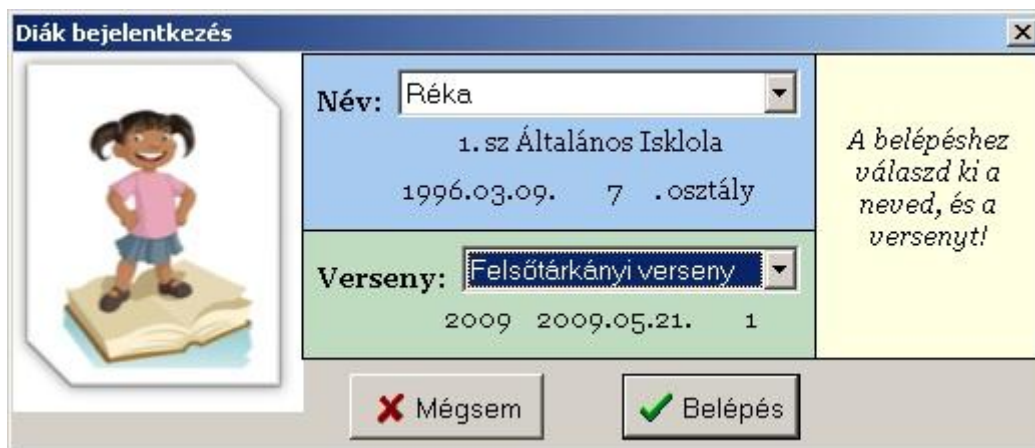 Diák bejelentkezés
Név: Réka
1. sz Általános Isklola
1996.03.09. 7 .osztály
Verseny: Felsőtárkányi verseny
2009 2009.05.21. 1
A belépéshez
válaszd ki a
neved, és a
versenyt!
Mégsem Belépés